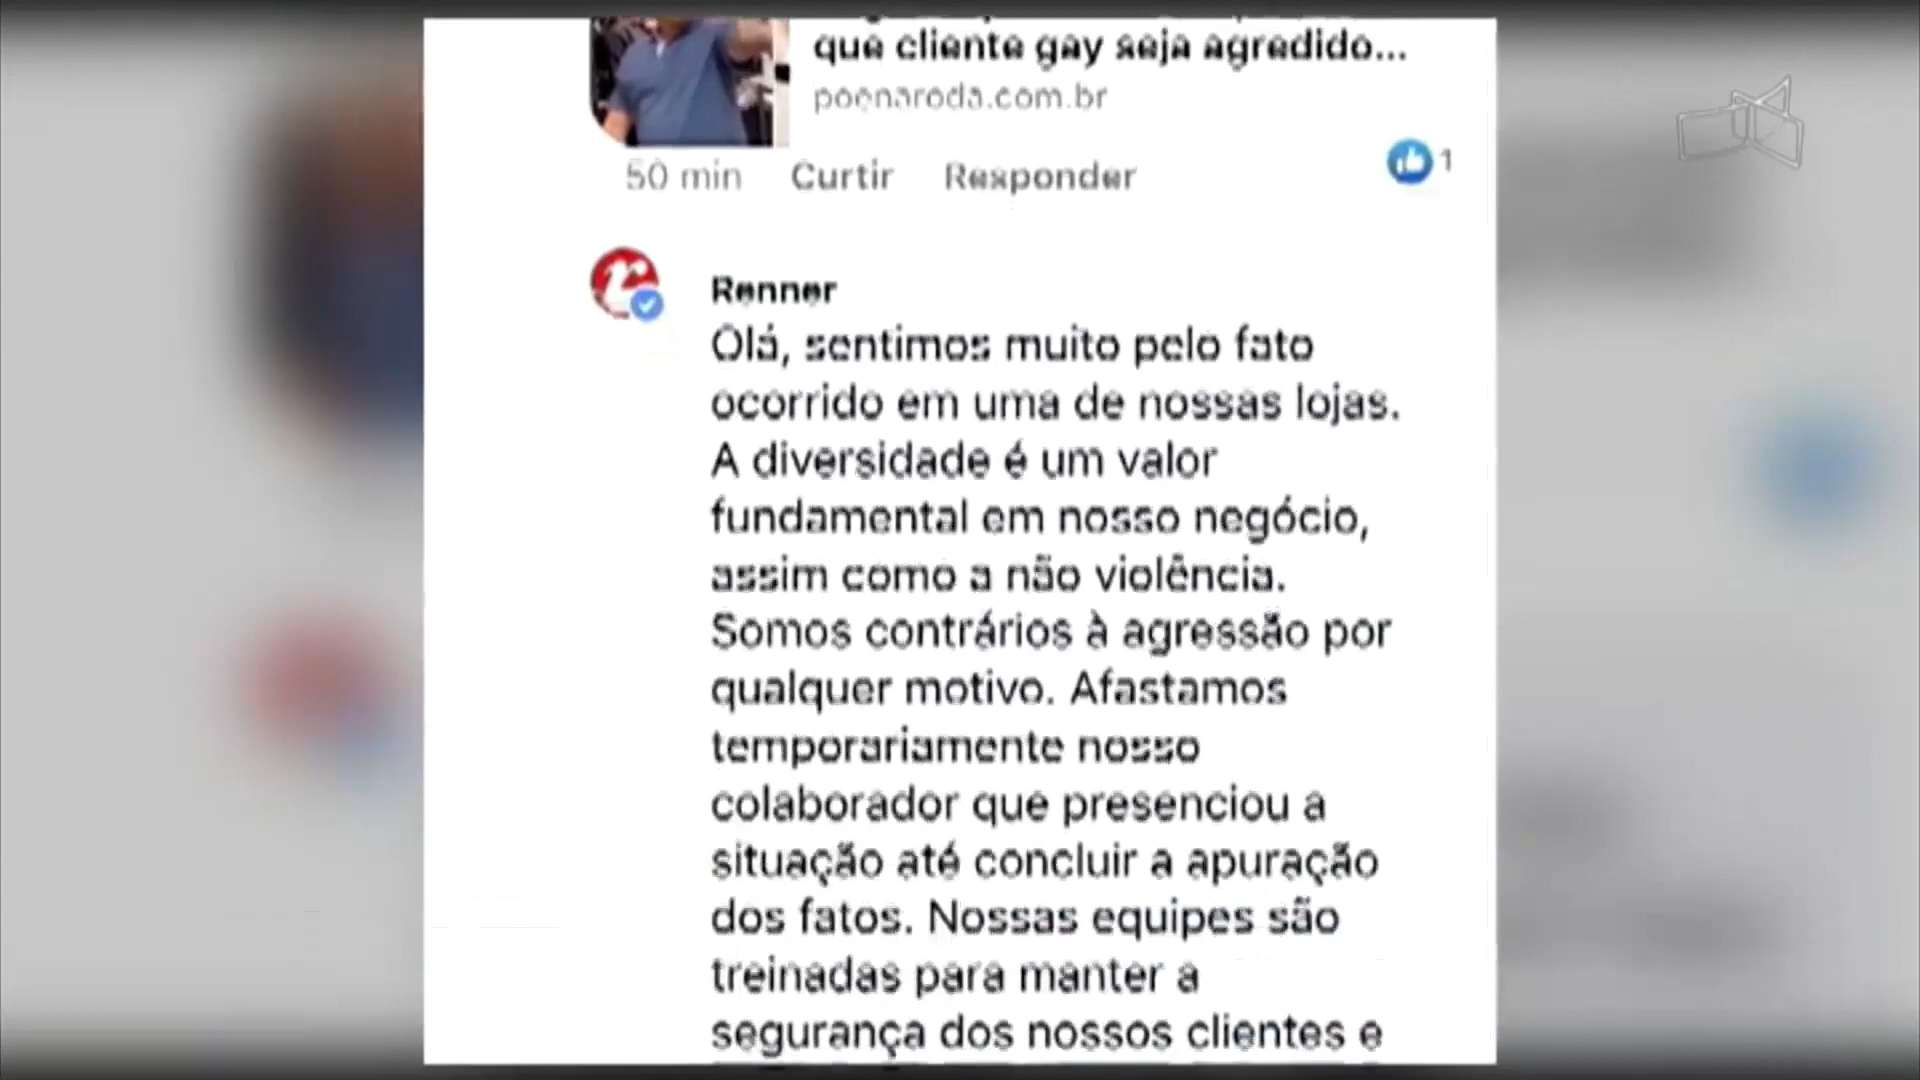 que cliente gay seja agredido...
poenaroda.com.br
50 min Curtir Responder
1
Renner
Olá, sentimos muito pelo fato
ocorrido em uma de nossas lojas.
A diversidade é um valor
fundamental em nosso negócio,
assim como a não violência.
Somos contrários à agressão por
qualquer motivo. Afastamos
temporariamente nosso
colaborador que presenciou a
situação até concluir a apuração
dos fatos. Nossas equipes são
treinadas para manter a
segurança dos nossos clientes e